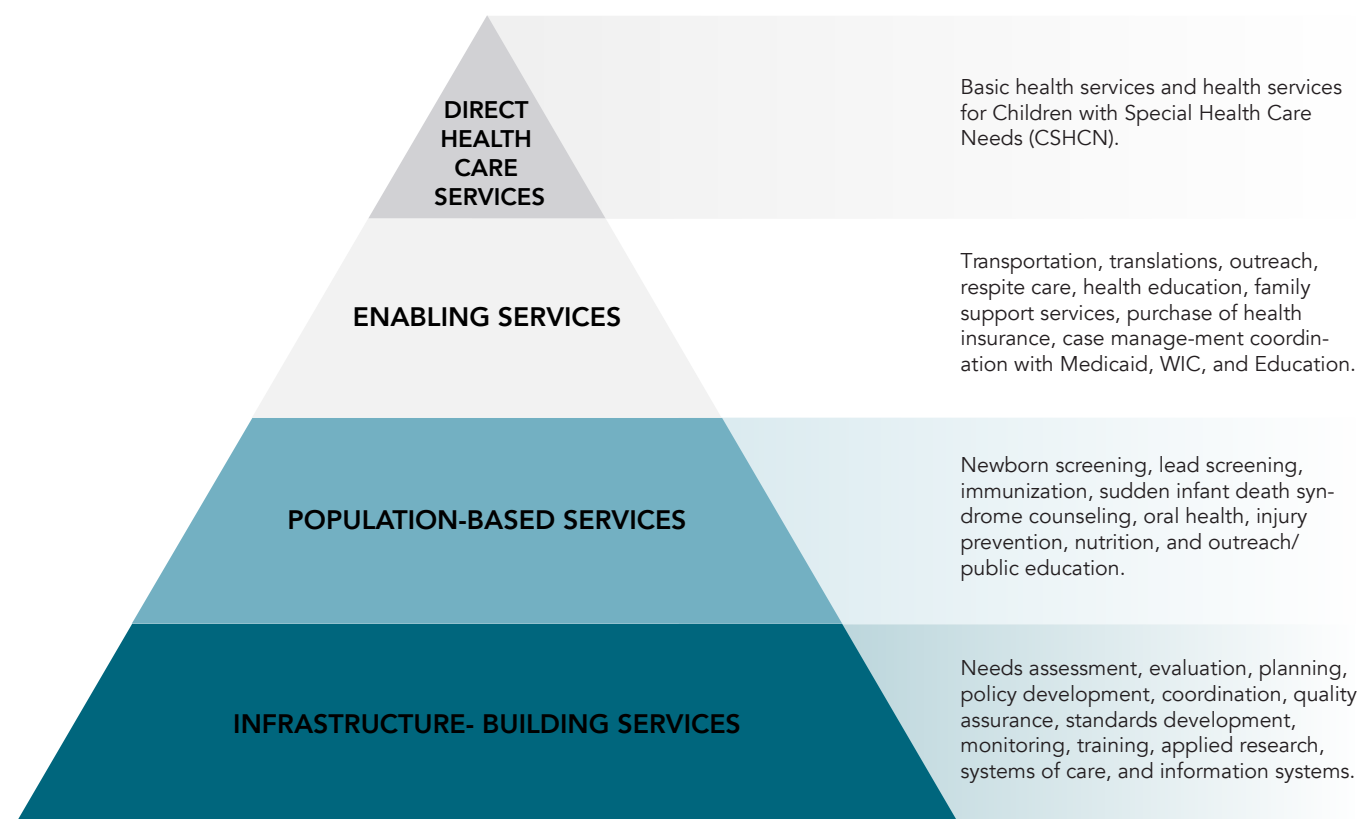 DIRECT
HEALTH
CARE
SERVICES
Basic health services and health services
for Children with Special Health Care
Needs (CSHCN).
ENABLING SERVICES
Transportation, translations, outreach,
respite care, health education, family
support services, purchase of health
insurance, case manage-ment coordin-
ation with Medicaid, WIC, and Education.
POPULATION-BASED SERVICES
Newborn screening, lead screening,
immunization, sudden infant death syn-
drome counseling, oral health, injury
prevention, nutrition, and outreach/
public education.
INFRASTRUCTURE- BUILDING SERVICES
Needs assessment, evaluation, planning,
policy development, coordination, quality
assurance, standards development,
monitoring, training, applied research,
systems of care, and information systems.